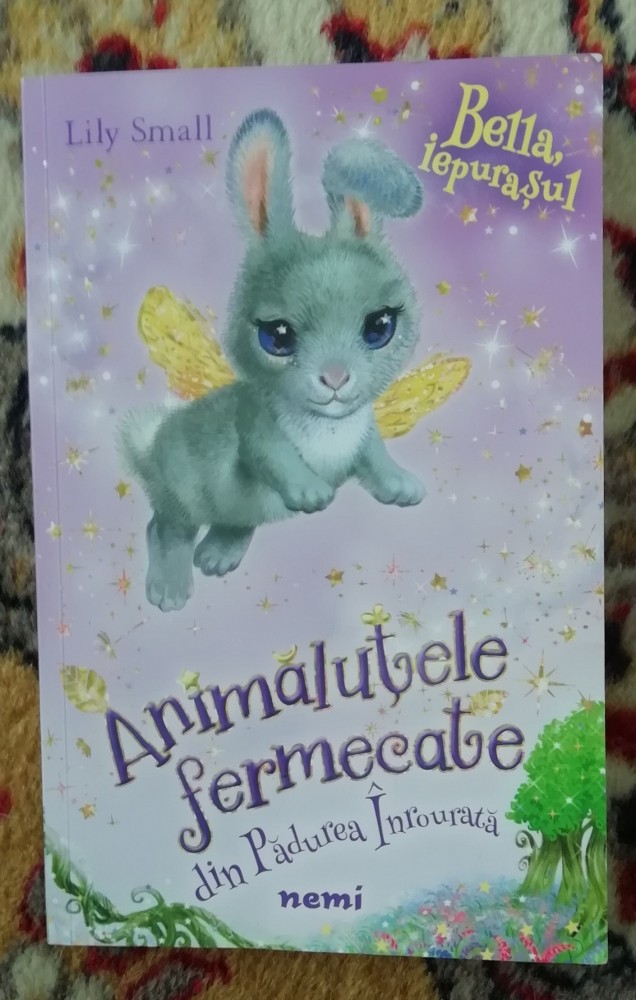 Lily Small
Bella,
iepurașul
Animăluțele
fermecate
din Pădurea Înrourată
nemi